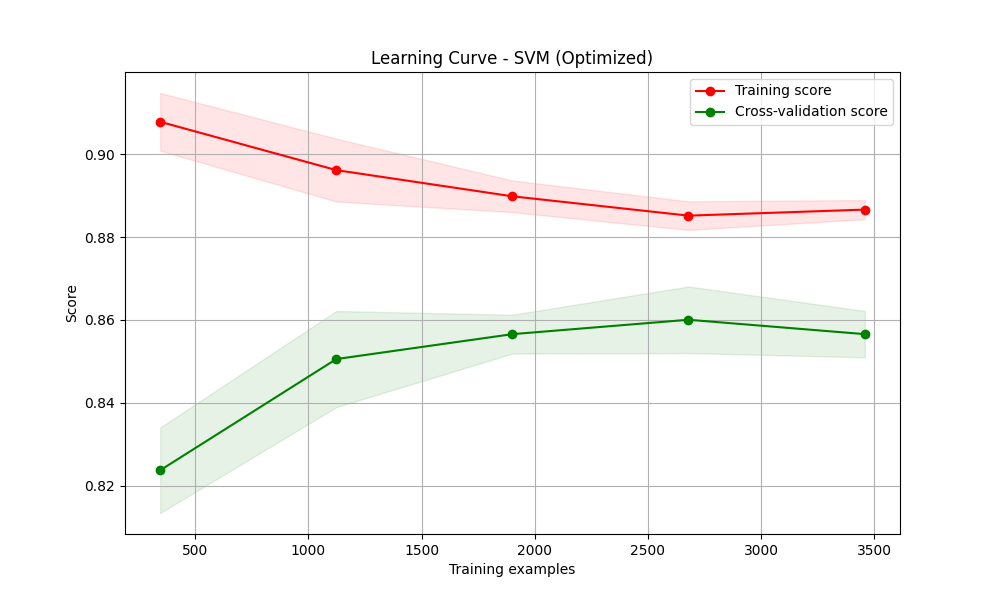 Learning Curve - SVM (Optimized)
Training score
Cross-validation score
0.90
0.88
0.86
0.84
0.82
Score
500 1000 1500 2000 2500 3000 3500
Training examples